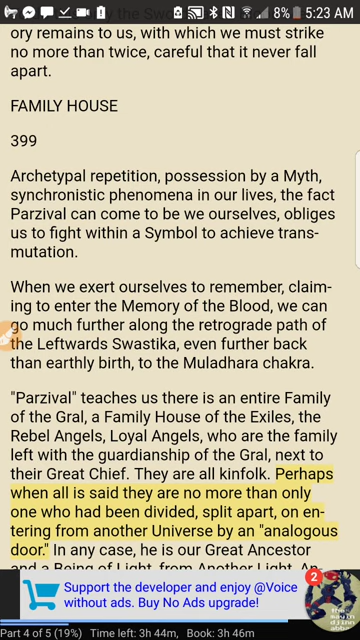 8% 5:23 AM
ory remains to us, with which we must strike
no more than twice, careful that it never fall
apart.
FAMILY HOUSE
399
Archetypal repetition, possession by a Myth,
synchronistic phenomena in our lives, the fact
Parzival can come to be we ourselves, obliges
us to fight within a Symbol to achieve trans-
mutation.
When we exert ourselves to remember, claim-
ing to enter the Memory of the Blood, we can
go much further along the retrograde path of
the Leftwards Swastika, even further back
than earthly birth, to the Muladhara chakra.
"Parzival" teaches us there is an entire Family
of the Gral, a Family House of the Exiles, the
Rebel Angels, Loyal Angels, who are the family
left with the guardianship of the Gral, next to
their Great Chief. They are all kinfolk. Perhaps
when all is said they are no more than only
one who had been divided, split apart, on en-
tering from another Universe by an "analogous
door." In any case, he is our Great Ancestor
and a Being of Light, from Another Light. An-
2
Support the developer and enjoy @Voice
without ads. Buy No Ads upgrade!
Part 4 of 5 (19%) Time left: 3h 44m, Book: 3h 46m